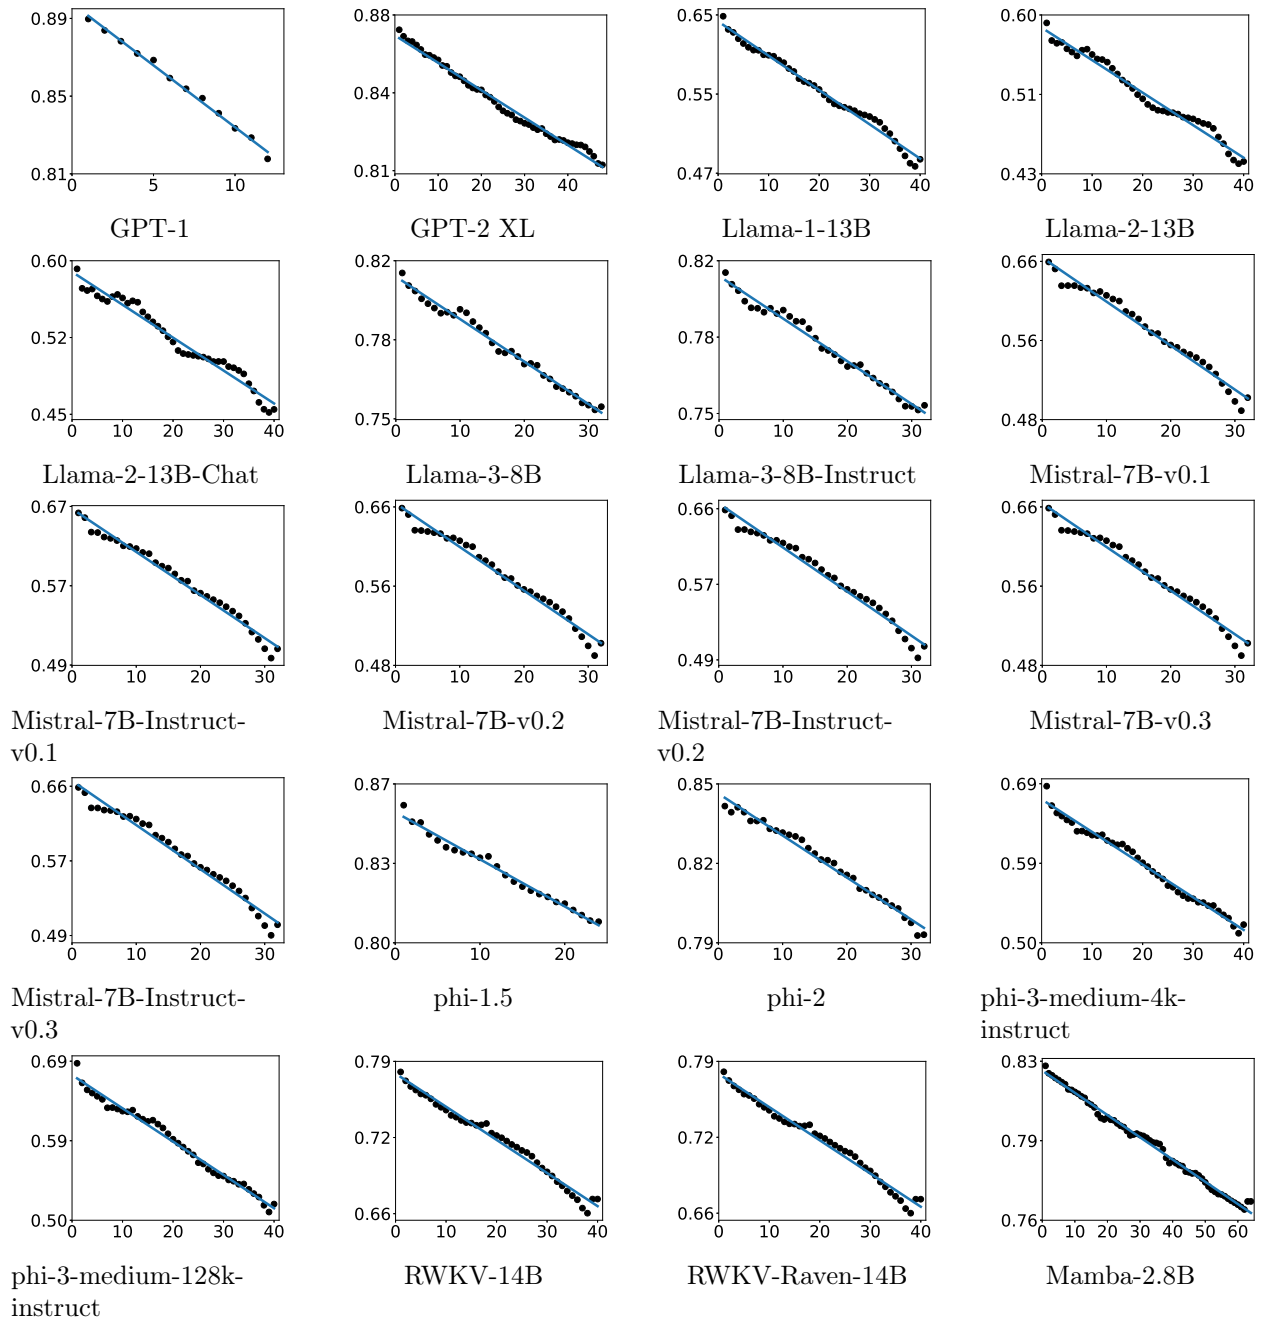 0.89
0.85
0.81
0 5 10
GPT-1
0.88
0.84
0.81
0 10 20 30 40
GPT-2 XL
0.65
0.55
0.47
0 10 20 30 40
Llama-1-13B
0.60
0.51
0.43
0 10 20 30 40
Llama-2-13B
0.60
0.52
0.45
0 10 20 30 40
Llama-2-13B-Chat
0.82
0.78
0.75
0 10 20 30
Llama-3-8B
0.82
0.78
0.75
0 10 20 30
Llama-3-8B-Instruct
0.66
0.56
0.48
0 10 20 30
Mistral-7B-v0.1
0.67
0.57
0.49
0 10 20 30
Mistral-7B-Instruct-
v0.1
0.66
0.56
0.48
0 10 20 30
Mistral-7B-v0.2
0.66
0.57
0.49
0 10 20 30
Mistral-7B-Instruct-
v0.2
0.66
0.56
0.48
0 10 20 30
Mistral-7B-v0.3
0.66
0.57
0.49
0 10 20 30
Mistral-7B-Instruct-
v0.3
0.87
0.83
0.80
0 10 20
phi-1.5
0.85
0.82
0.79
0 10 20 30
phi-2
0.69
0.59
0.50
0 10 20 30 40
phi-3-medium-4k-
instruct
0.69
0.59
0.50
0 10 20 30 40
phi-3-medium-128k-
instruct
0.79
0.72
0.66
0 10 20 30 40
RWKV-14B
0.79
0.72
0.66
0 10 20 30 40
RWKV-Raven-14B
0.83
0.79
0.76
0 10 20 30 40 50 60
Mamba-2.8B